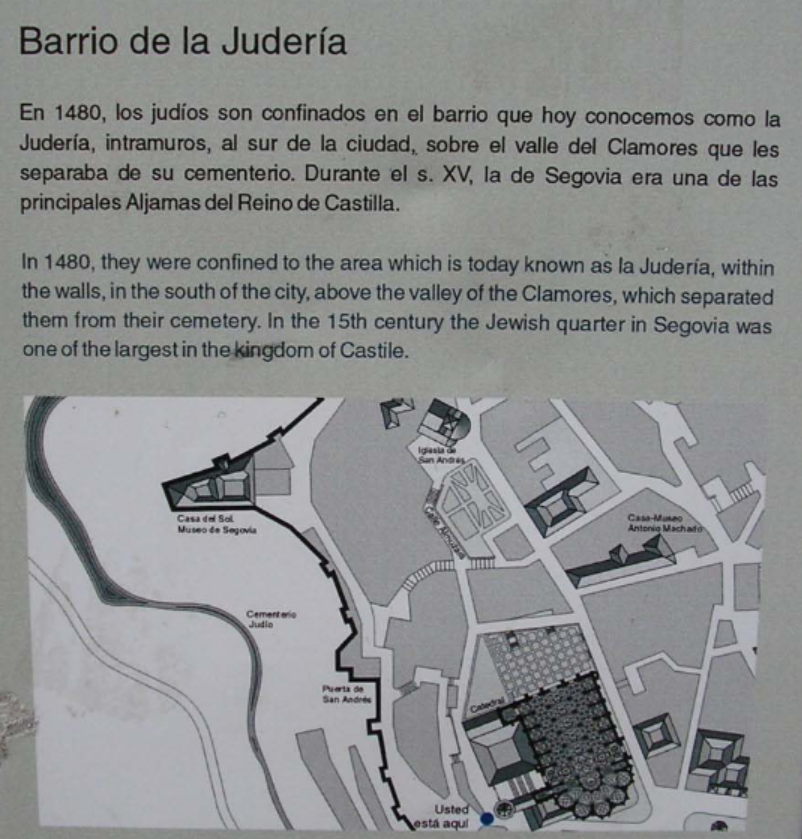 Barrio de la Judería
En 1480, los judíos son confinados en el barrio que hoy conocemos como la
Judería, intramuros, al sur de la ciudad, sobre el valle del Clamores que les
separaba de su cementerio. Durante el s. XV, la de Segovia era una de las
principales Aljamas del Reino de Castilla.
In 1480, they were confined to the area which is today known as la Judería, within
the walls, in the south of the city, above the valley of the Clamores, which separated
them from their cemetery. In the 15th century the Jewish quarter in Segovia was
one of the largest in the kingdom of Castile.
Iglesia de
San Andrés
Casa del Sol.
Museo de Segovia
Calle
Casa-Museo
Antonio Machado
Cementerio
Judío
Puerta de
San Andrés
Catedral
Usted
está aquí